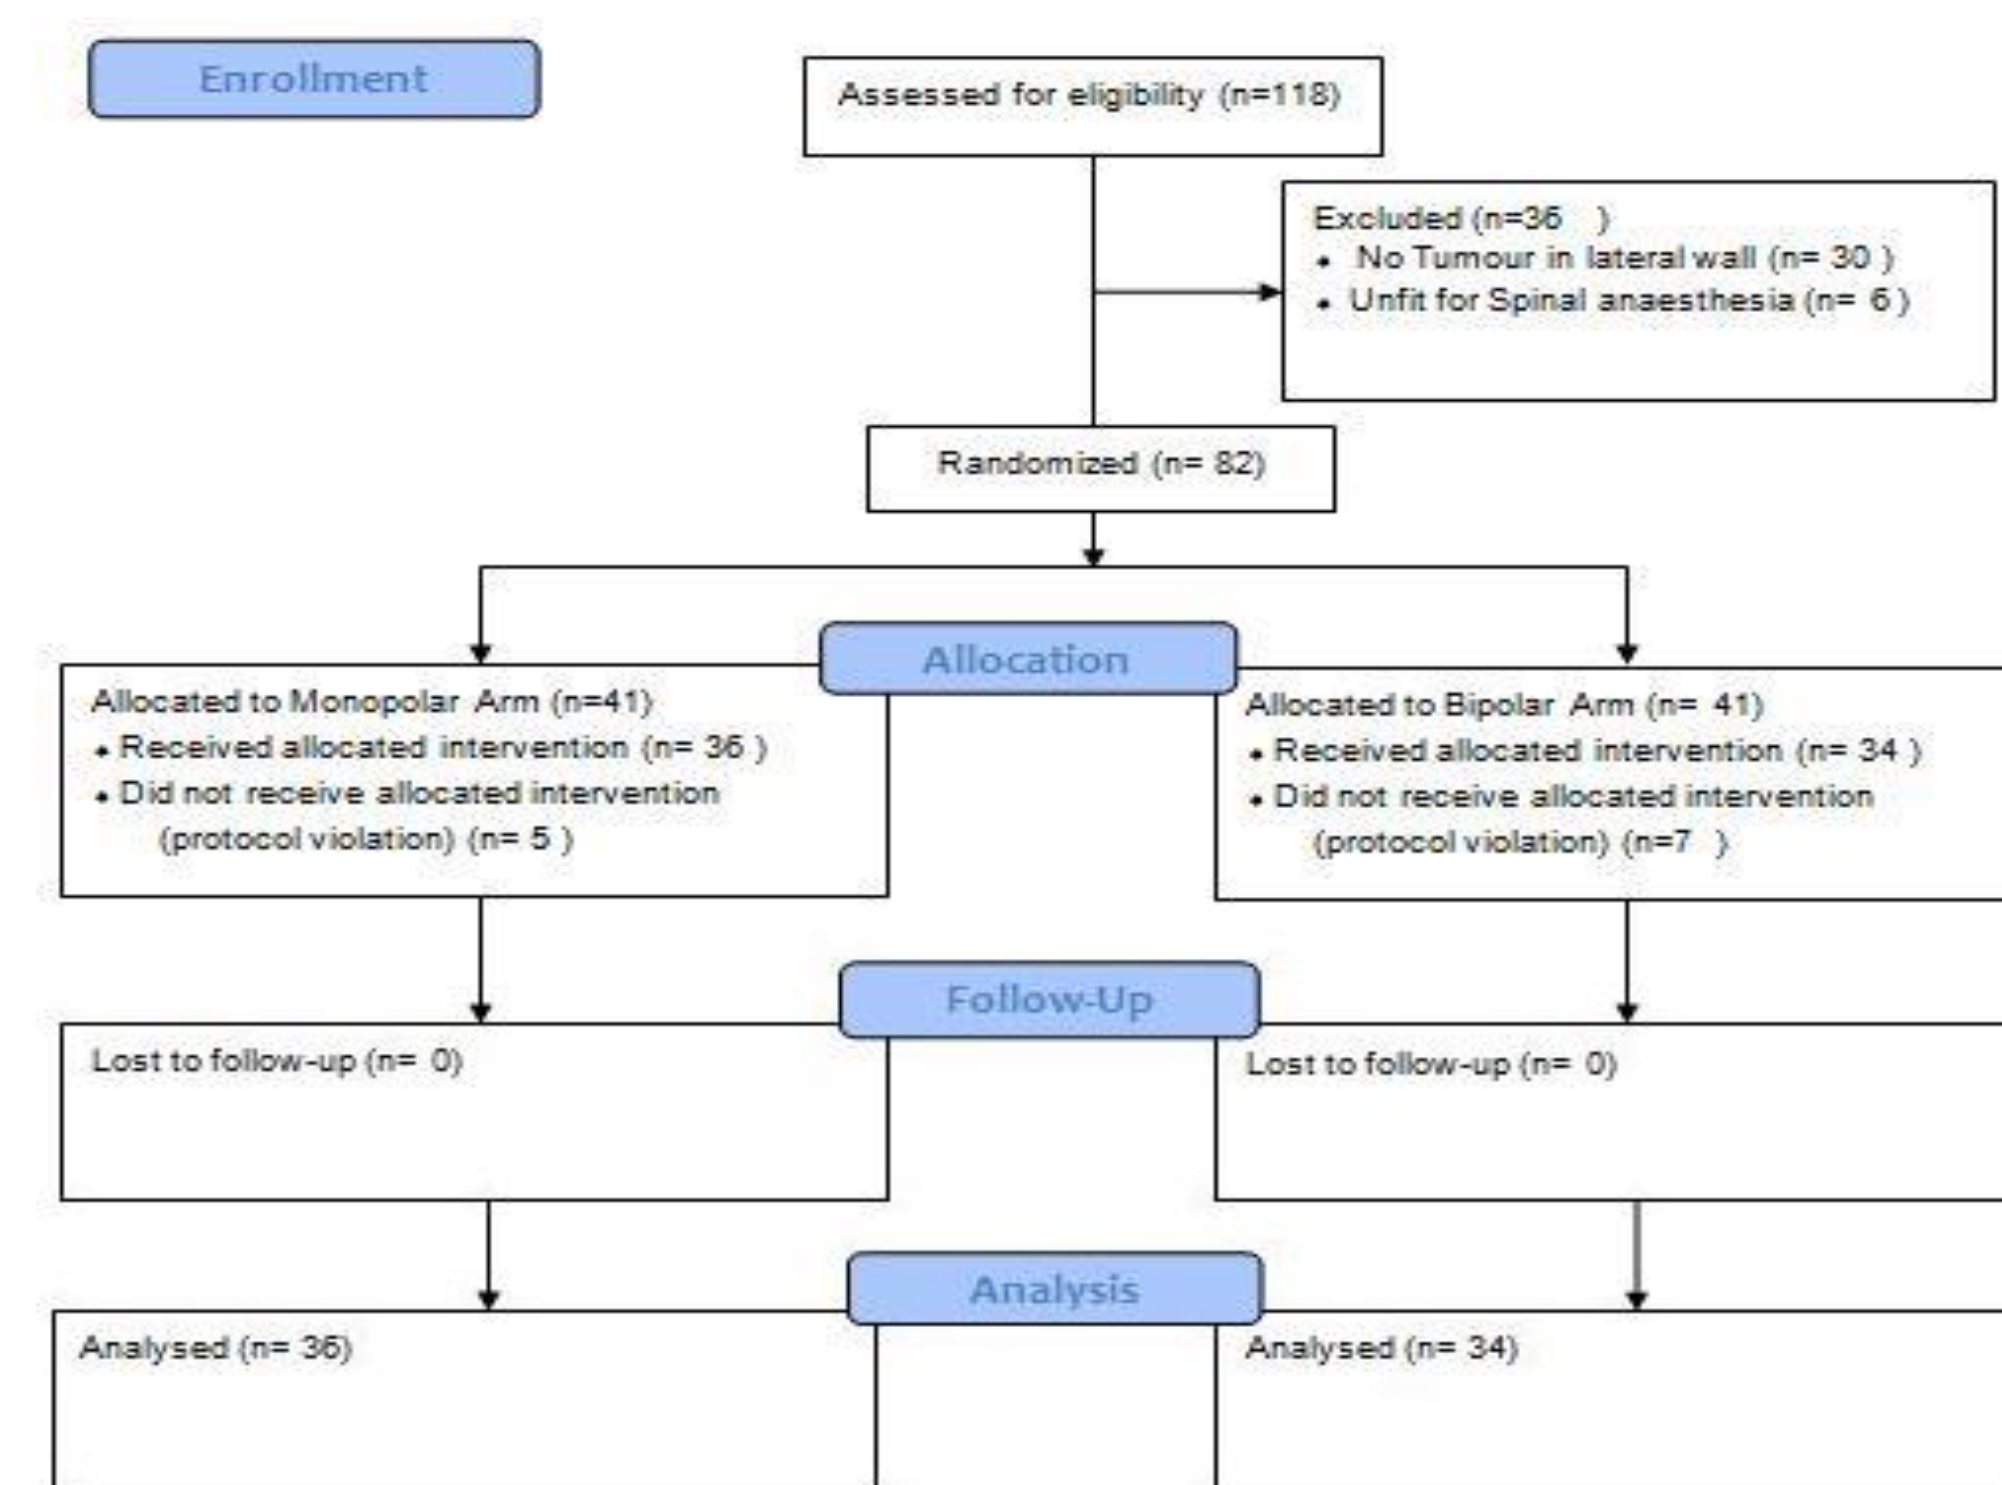 Enrollment
Assessed for eligibility (n=118)
Excluded (n=36 )
• No Tumour in lateral wall (n= 30 )
• Unfit for Spinal anaesthesia (n= 6 )
Randomized (n= 82)
Allocation
Allocated to Monopolar Arm (n=41)
• Received allocated intervention (n= 36 )
• Did not receive allocated intervention
(protocol violation) (n= 5 )
Allocated to Bipolar Arm (n= 41)
• Received allocated intervention (n= 34 )
• Did not receive allocated intervention
(protocol violation) (n=7 )
Follow-Up
Lost to follow-up (n= 0)
Lost to follow-up (n= 0)
Analysis
Analysed (n= 36)
Analysed (n= 34)